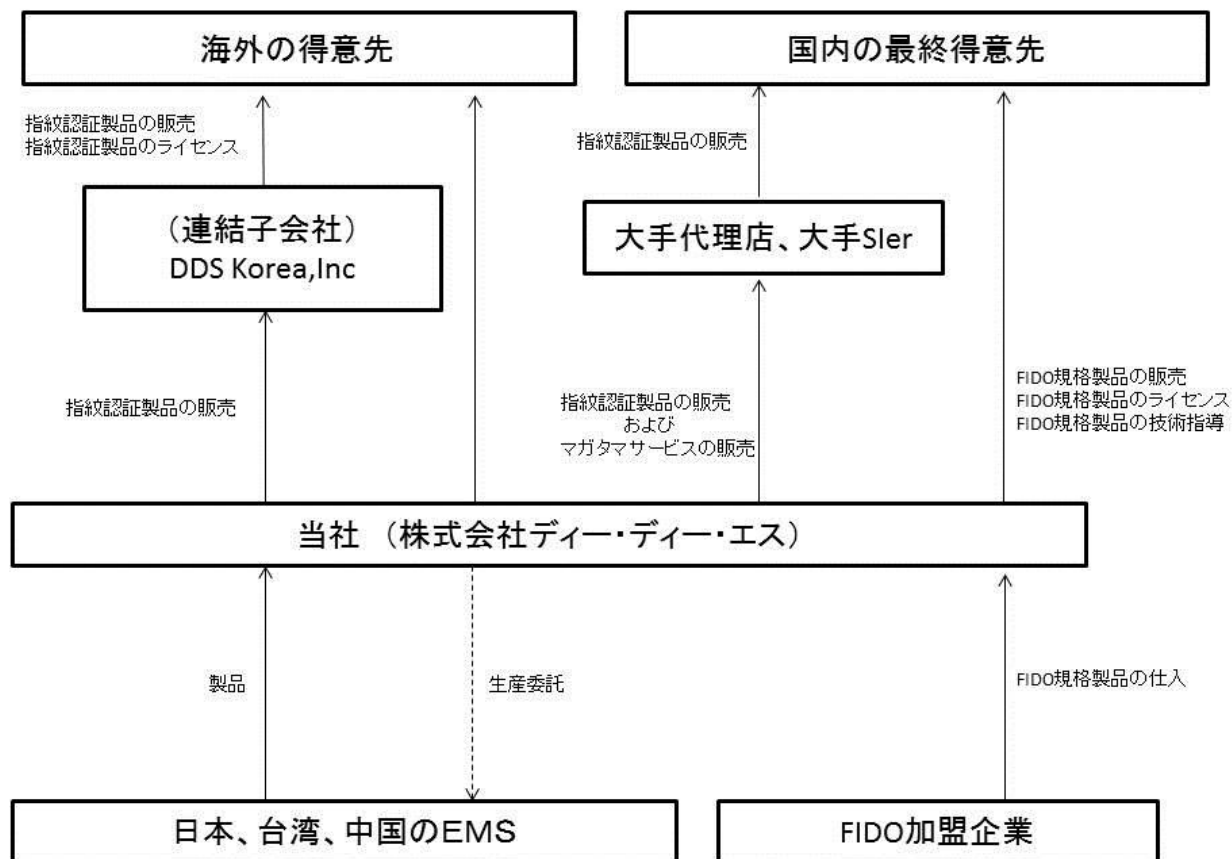 海外の得意先
国内の最終得意先
指紋認証製品の販売
指紋認証製品のライセンス
指紋認証製品の販売
（連結子会社）
DDS Korea,Inc
大手代理店、大手SIer
指紋認証製品の販売
指紋認証製品の販売
および
マガタマサービスの販売
FIDO規格製品の販売
FIDO規格製品のライセンス
FIDO規格製品の技術指導
当社 （株式会社ディー・ディー・エス）
製品
生産委託
FIDO規格製品の仕入
日本、台湾、中国のEMS
FIDO加盟企業